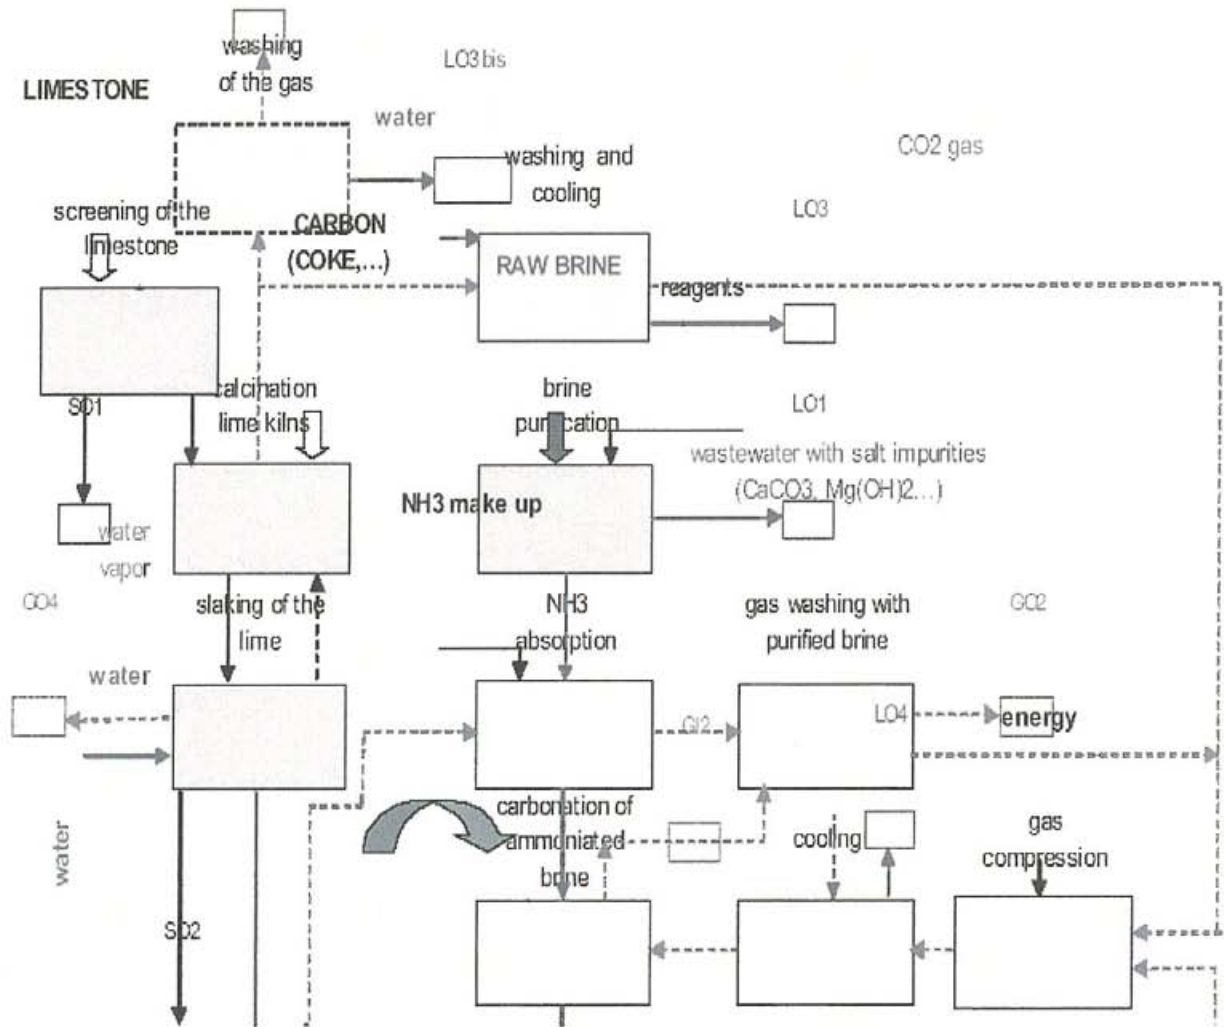 washing
of the gas
LO3bis
LIMESTONE
water
washing and
cooling
CO2 gas
screening of the
limestone
CARBON
(COKE,...)
LO3
RAW BRINE
reagents
SO1
calcination
lime kilns
brine
purification
LO1
wastewater with salt impurities
(CaCO3, Mg(OH)2...)
NH3 make up
water
vapor
GO4
slaking of the
lime
NH3
absorption
gas washing with
purified brine
GO2
water
GI2
LO4
energy
carbonation of
ammoniated
brine
cooling
gas
compression
water
SO2